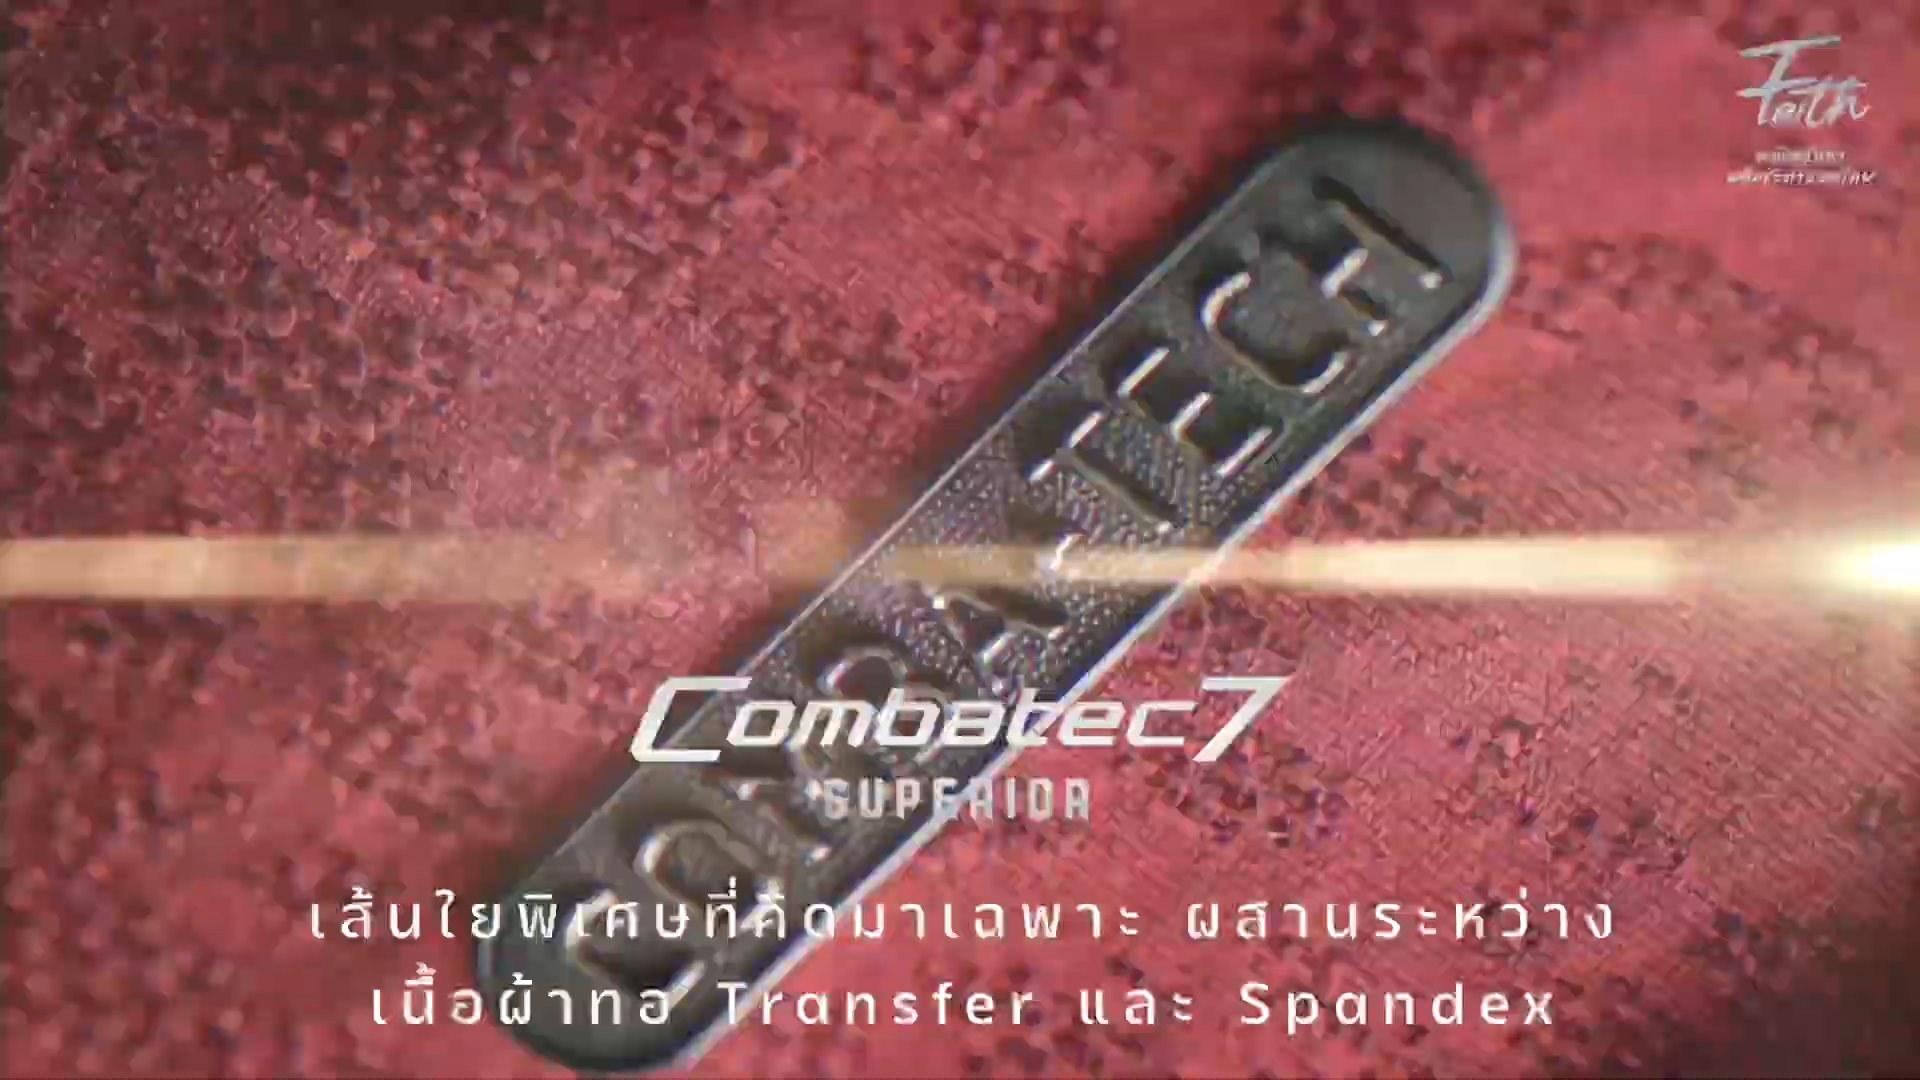 Faith
COMBATECH
Combatec7
SUPERIOR
เส้นใยพิเศษที่คัดมาเฉพาะ ผสานระหว่าง
เนื้อผ้าทอ Transfer และ Spandex